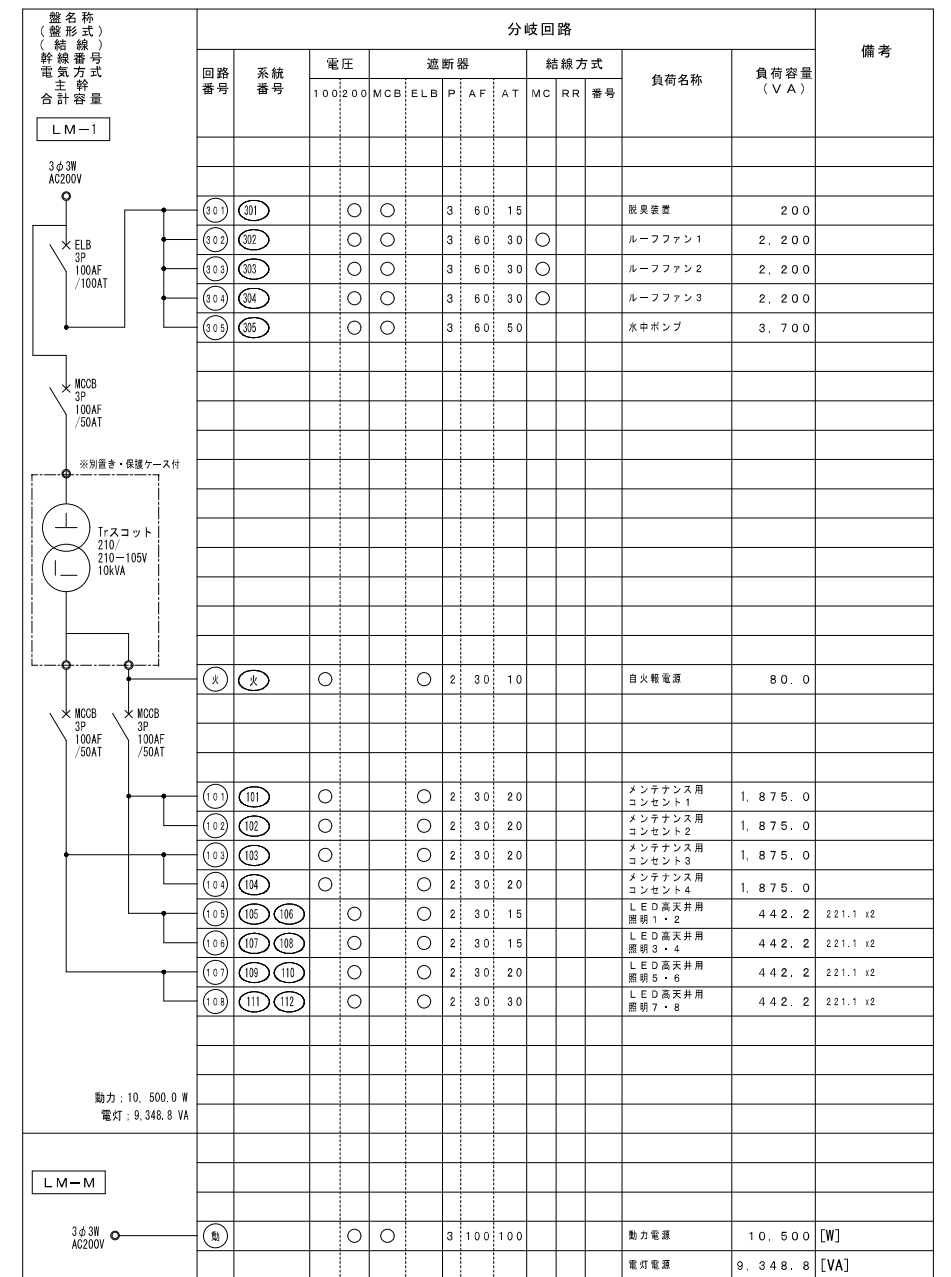 盤名称
(盤形式)
(結線)
幹線番号
電気方式
主幹
合計容量
分岐回路
備考
回路番号 系統番号 電圧 遮断器 結線方式 負荷名称 負荷容量(VA)
100 200 MCB ELB P AF AT MC RR 番号
LM-1
3φ3W
AC200V
ELB
3P
100AF
/100AT
301 301 ○ ○ 3 60 15 脱臭装置 200
302 302 ○ ○ 3 60 30 ○ ルーフファン1 2,200
303 303 ○ ○ 3 60 30 ○ ルーフファン2 2,200
304 304 ○ ○ 3 60 30 ○ ルーフファン3 2,200
305 305 ○ ○ 3 60 50 水中ポンプ 3,700
MCCB
3P
100AF
/50AT
※別置き・保護ケース付
Trスコット
210/
210-105V
10kVA
火 火 ○ ○ 2 30 10 自火報電源 80.0
MCCB
3P
100AF
/50AT
MCCB
3P
100AF
/50AT
101 101 ○ ○ 2 30 20 メンテナンス用コンセント1 1,875.0
102 102 ○ ○ 2 30 20 メンテナンス用コンセント2 1,875.0
103 103 ○ ○ 2 30 20 メンテナンス用コンセント3 1,875.0
104 104 ○ ○ 2 30 20 メンテナンス用コンセント4 1,875.0
105 105 106 ○ ○ 2 30 15 LED高天井用照明1・2 442.2 221.1 x2
106 107 108 ○ ○ 2 30 15 LED高天井用照明3・4 442.2 221.1 x2
107 109 110 ○ ○ 2 30 20 LED高天井用照明5・6 442.2 221.1 x2
108 111 112 ○ ○ 2 30 30 LED高天井用照明7・8 442.2 221.1 x2
動力;10,500.0 W
電灯;9,348.8 VA
LM-M
3φ3W
AC200V
動 ○ ○ 3 100 100 動力電源 10,500 [W]
電灯電源 9,348.8 [VA]